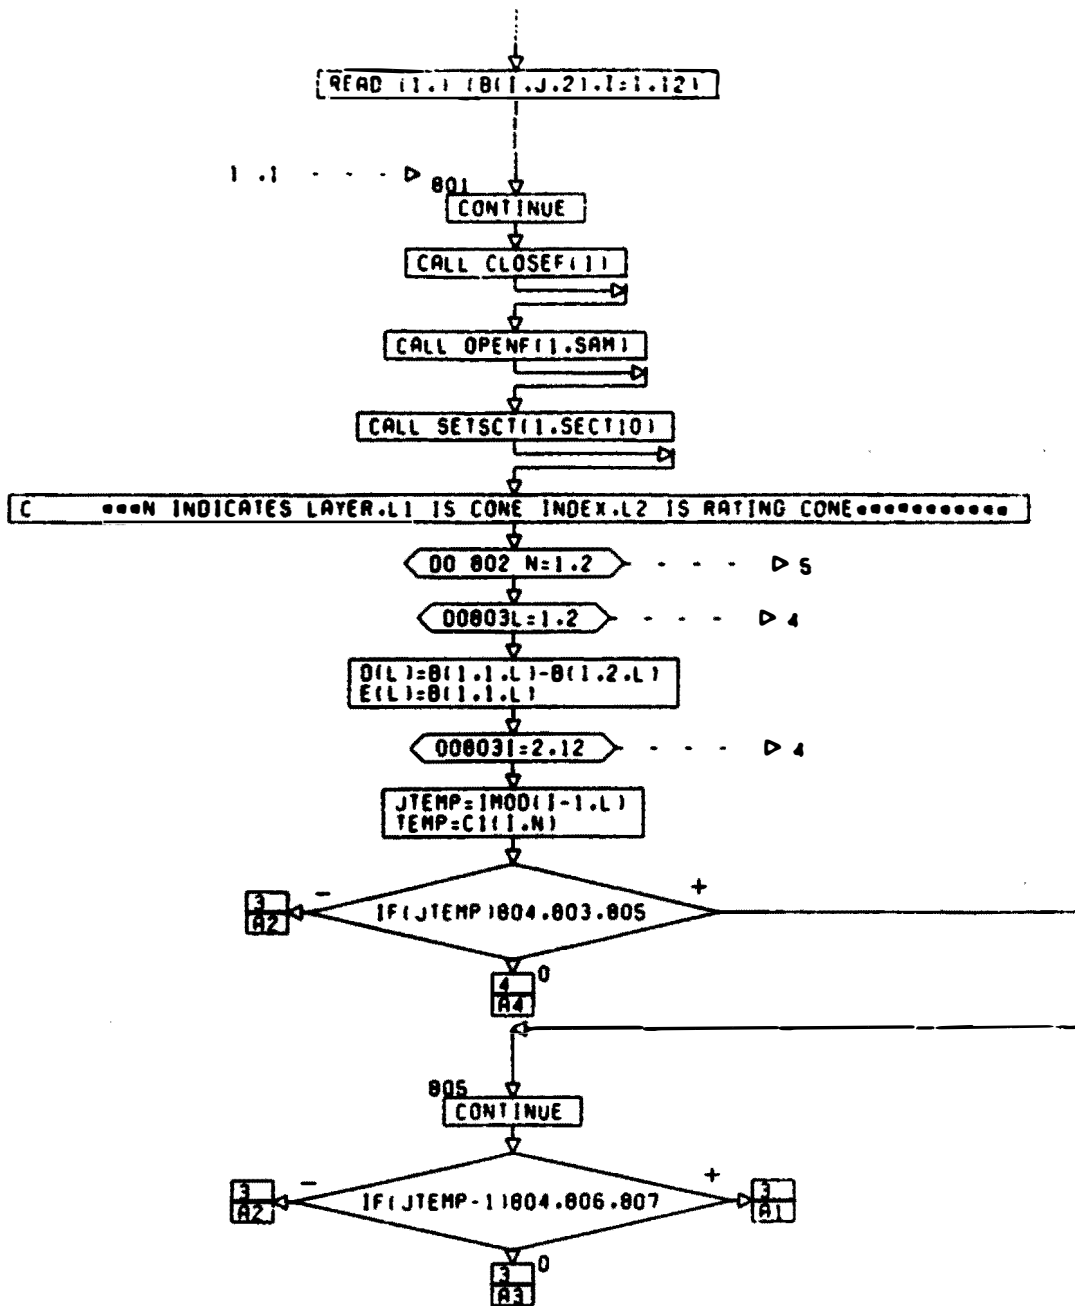 READ (1.) (B(I.J.2).I=1.12)
1 .1 - - -
801
CONTINUE
CALL CLOSEF(1)
CALL OPENF(1.SAM)
CALL SETSCT(1.SECTIO)
C ***N INDICATES LAYER.L1 IS CONE INDEX.L2 IS RATING CONE***********
DO 802 N=1.2 - - - - 5
DO803L=1.2 - - - - 4
D(L)=B(1.1.L)-B(1.2.L)
E(L)=B(1.1.L)
DO803I=2.12 - - - - 4
JTEMP=IMOD(I-1.L)
TEMP=CI(I.N)
- +
3
A2
IF(JTEMP)804.803.805
0
4
A4
805
CONTINUE
- +
3
A2
IF(JTEMP-1)804.806.807
3
A1
0
3
A3